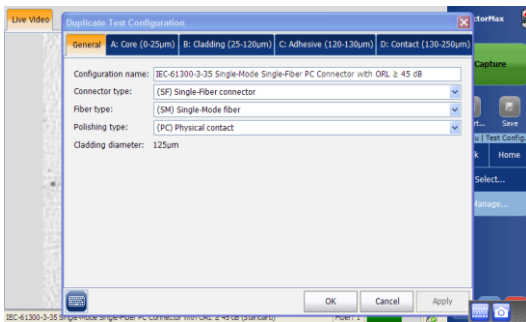 Live Video
Duplicate Test Configuration
ctorMax
General
A: Core (0-25µm)
B: Cladding (25-120µm)
C: Adhesive (120-130µm)
D: Contact (130-250µm)
Capture
Configuration name:
IEC-61300-3-35 Single-Mode Single-Fiber PC Connector with ORL ≥ 45 dB
Connector type:
(SF) Single-Fiber connector
Fiber type:
(SM) Single-Mode fiber
Polishing type:
(PC) Physical contact
Cladding diameter:
125µm
rt...
Save
u | Test Config.
k
Home
Select...
Manage...
OK
Cancel
Apply
IEC-61300-3-35 Single-Mode Single-Fiber PC Connector with ORL ≥ 45 dB (Standard)
Fiber: 1